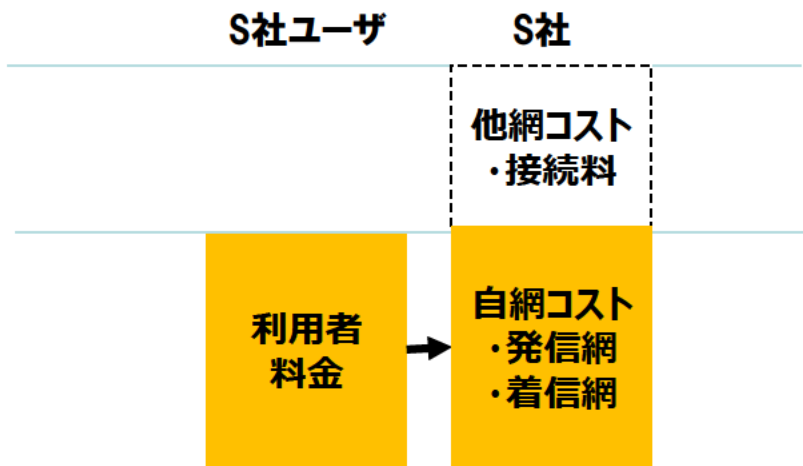 S社ユーザ
S社
他網コスト
・接続料
利用者
料金
自網コスト
・発信網
・着信網